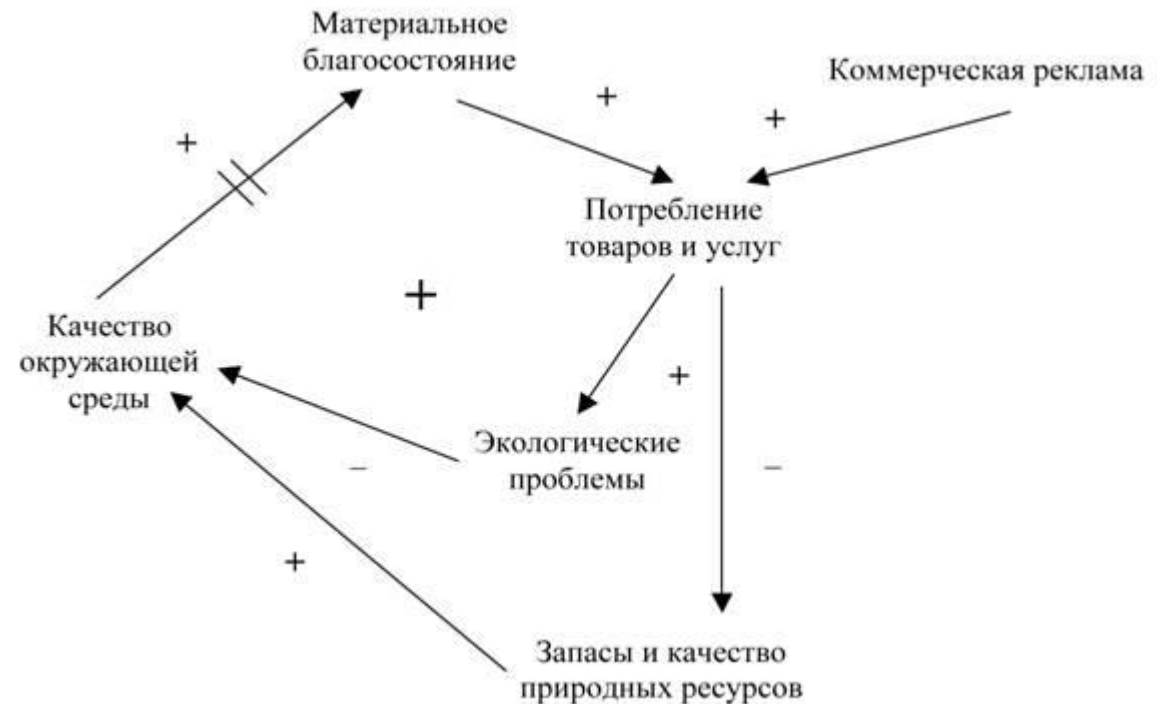 Материальное
благосостояние
Коммерческая реклама
+
+
+
Потребление
товаров и услуг
+
Качество
окружающей
среды
+
Экологические
проблемы
–
–
+
Запасы и качество
природных ресурсов